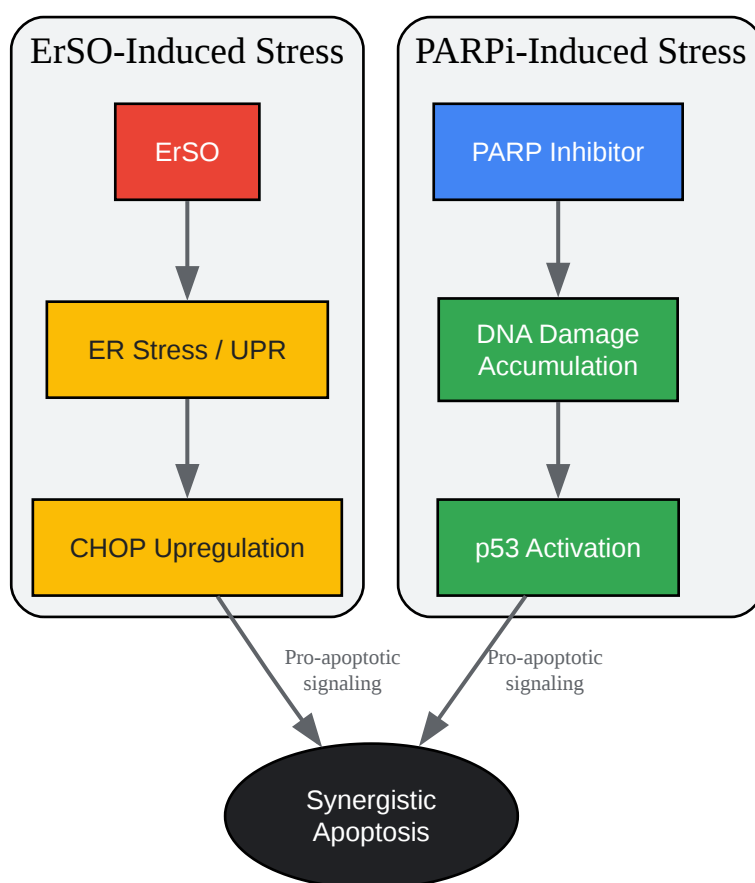 ErSO-Induced Stress
ErSO
ER Stress / UPR
CHOP Upregulation
PARPi-Induced Stress
PARP Inhibitor
DNA Damage
Accumulation
p53 Activation
Pro-apoptotic
signaling
Pro-apoptotic
signaling
Synergistic
Apoptosis